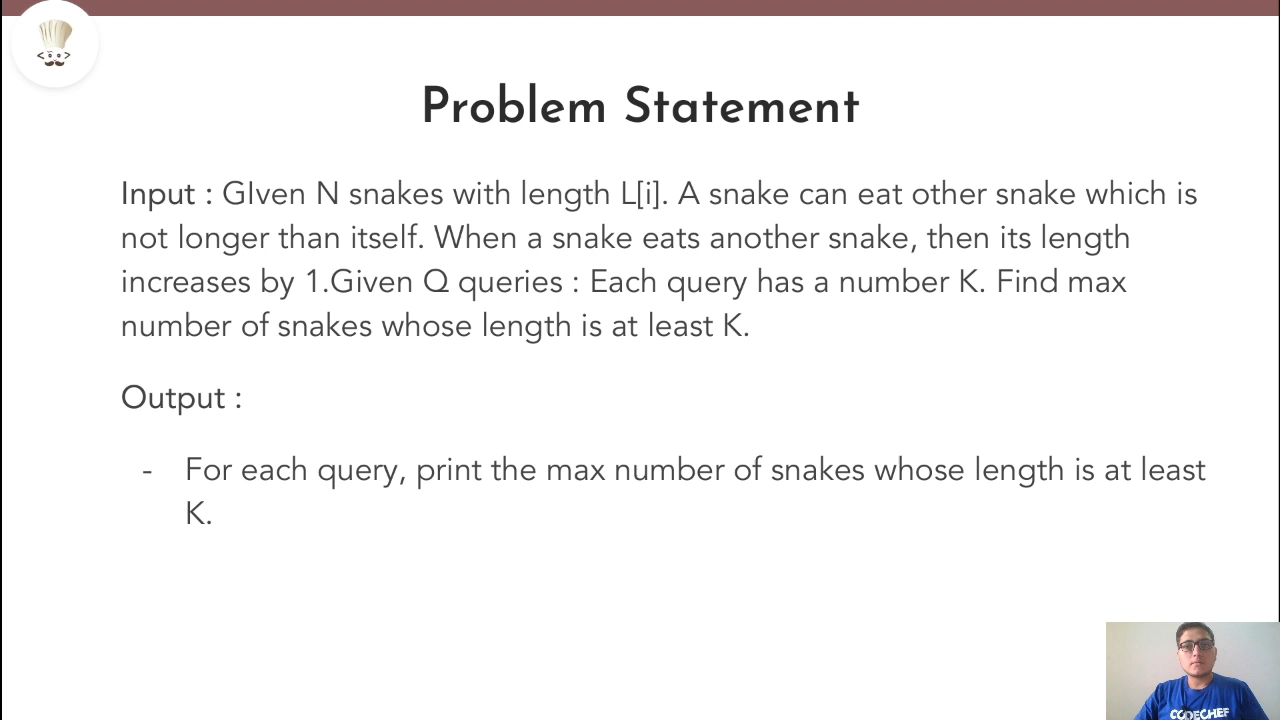 Problem Statement
Input : GIven N snakes with length L[i]. A snake can eat other snake which is
not longer than itself. When a snake eats another snake, then its length
increases by 1.Given Q queries : Each query has a number K. Find max
number of snakes whose length is at least K.
Output :
- For each query, print the max number of snakes whose length is at least
K.
CODECHEF